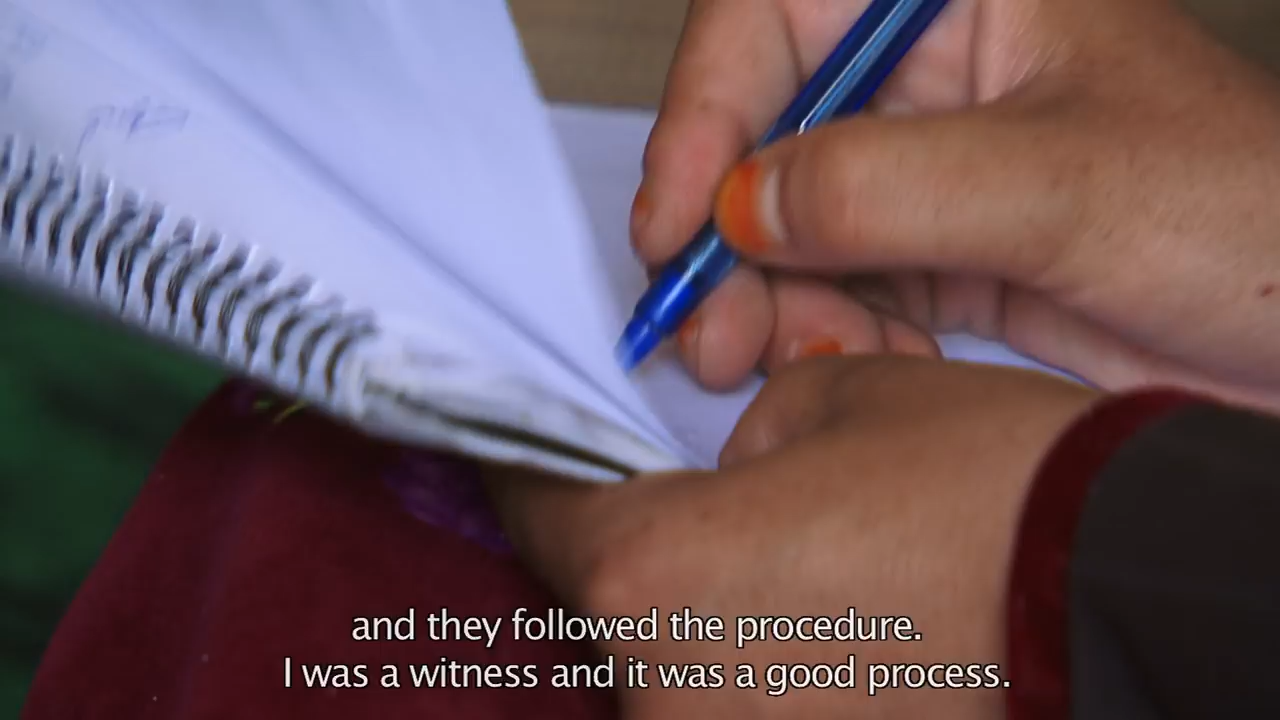 and they followed the procedure.
I was a witness and it was a good process.